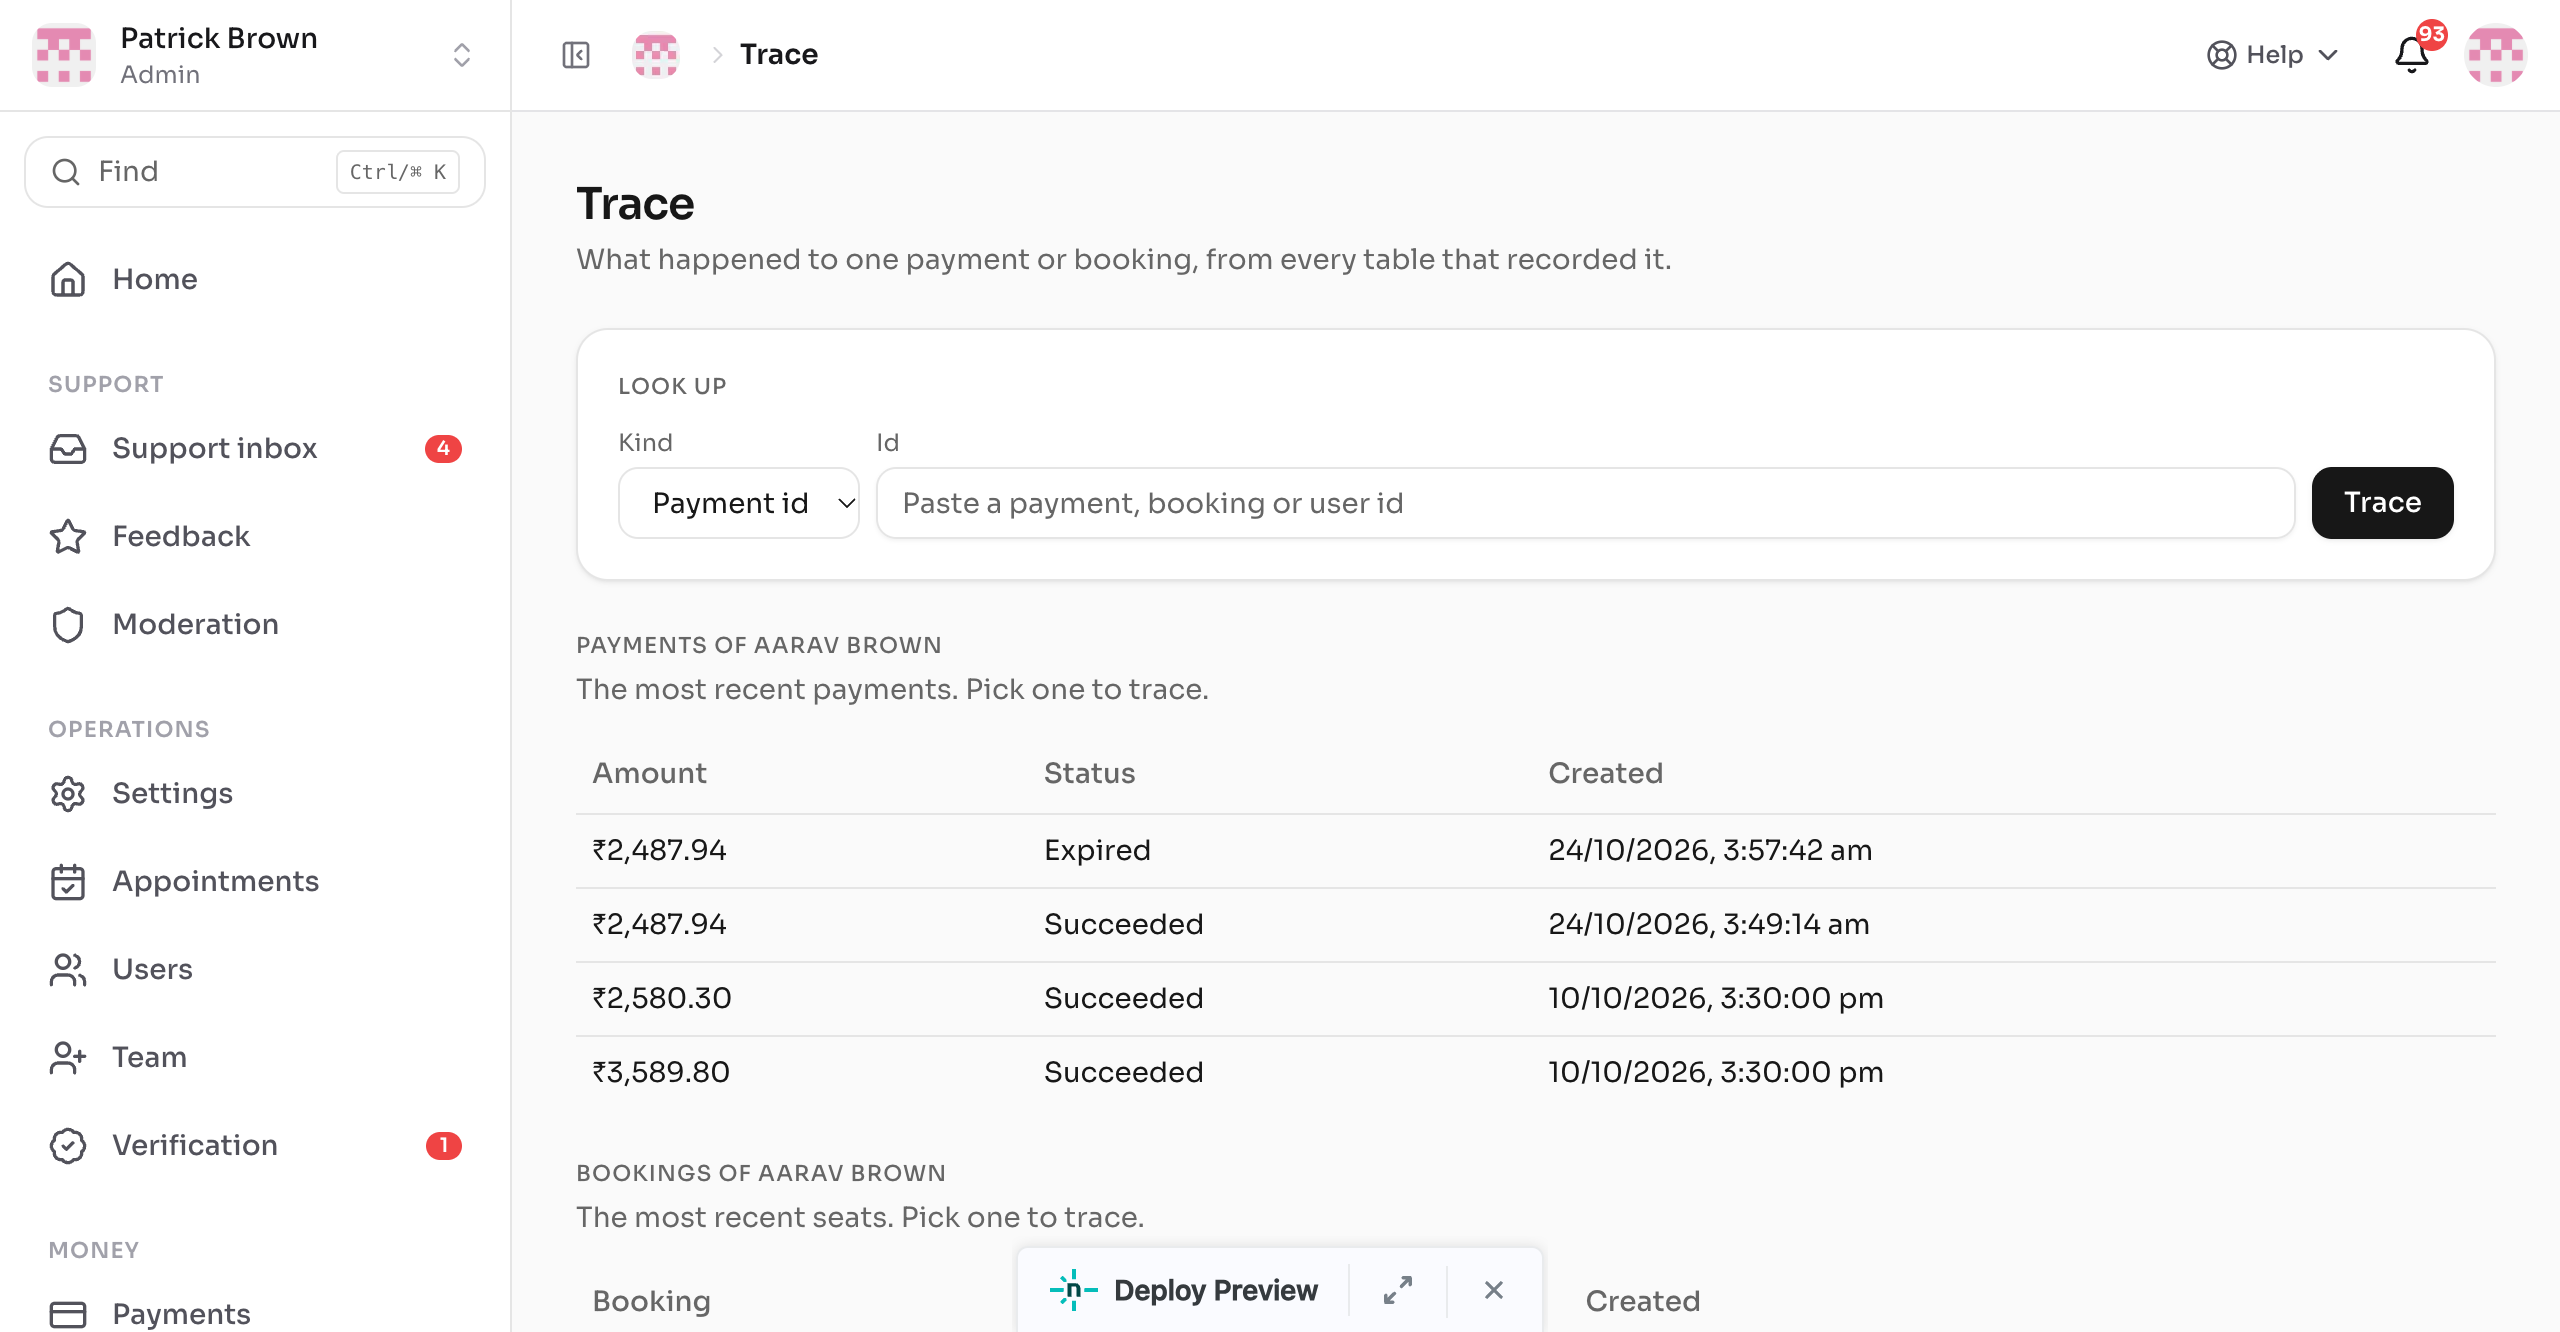 Patrick Brown
Admin
Find
Ctrl/⌘ K
Home
SUPPORT
Support inbox 4
Feedback
Moderation
OPERATIONS
Settings
Appointments
Users
Team
Verification 1
MONEY
Payments
Trace
Help
93
Trace
What happened to one payment or booking, from every table that recorded it.
LOOK UP
Kind Id
Payment id Paste a payment, booking or user id Trace
PAYMENTS OF AARAV BROWN
The most recent payments. Pick one to trace.
Amount Status Created
₹2,487.94 Expired 24/10/2026, 3:57:42 am
₹2,487.94 Succeeded 24/10/2026, 3:49:14 am
₹2,580.30 Succeeded 10/10/2026, 3:30:00 pm
₹3,589.80 Succeeded 10/10/2026, 3:30:00 pm
BOOKINGS OF AARAV BROWN
The most recent seats. Pick one to trace.
Booking Created
n Deploy Preview